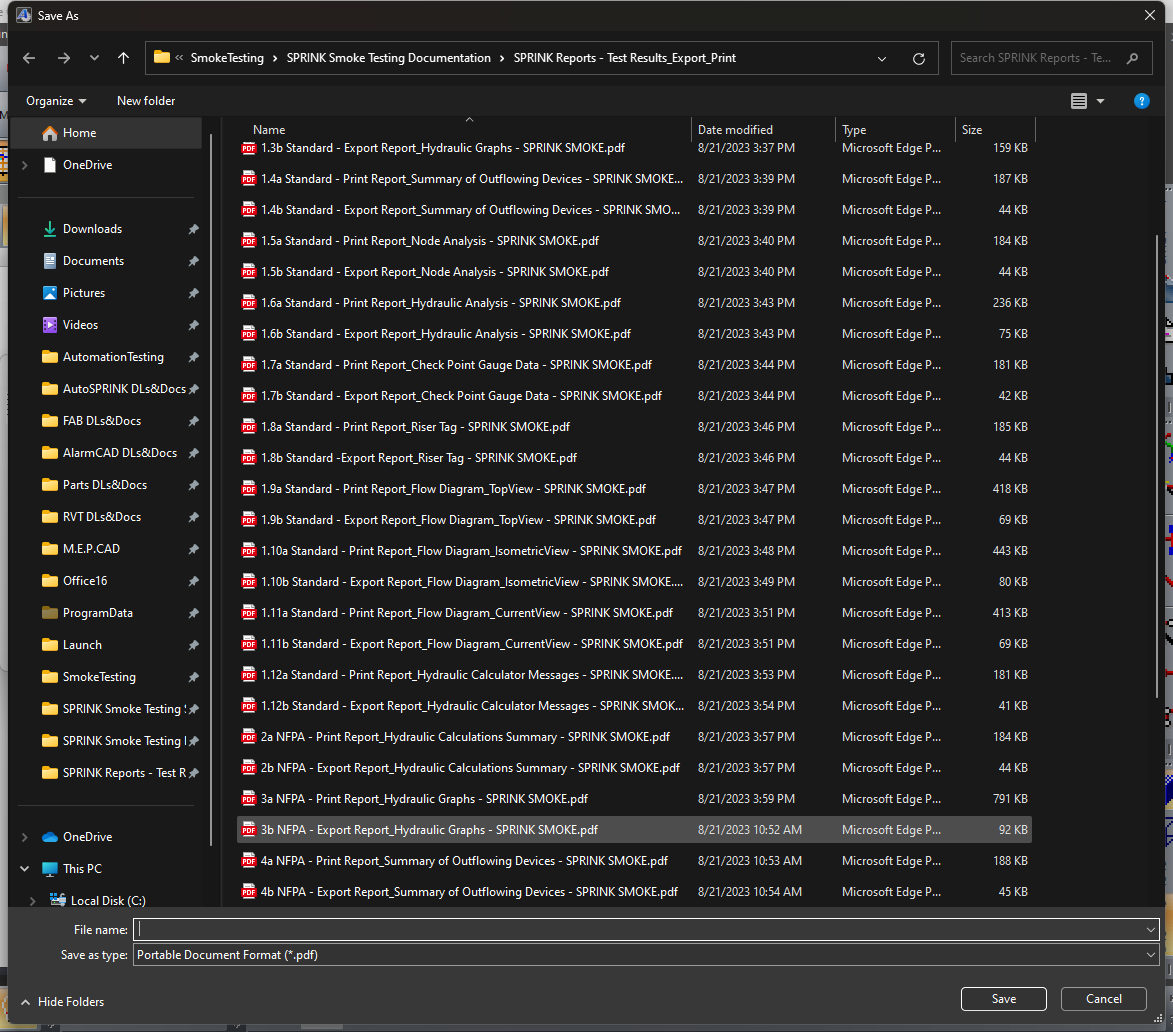 Save As
« SmokeTesting › SPRINK Smoke Testing Documentation › SPRINK Reports - Test Results_Export_Print
Search SPRINK Reports - Te...
Organize New folder ?
Name Date modified Type Size
Home
OneDrive
Downloads
Documents
Pictures
Videos
AutomationTesting
AutoSPRINK DLs&Docs
FAB DLs&Docs
AlarmCAD DLs&Docs
Parts DLs&Docs
RVT DLs&Docs
M.E.P.CAD
Office16
ProgramData
Launch
SmokeTesting
SPRINK Smoke Testing
SPRINK Smoke Testing
SPRINK Reports - Test R
OneDrive
This PC
Local Disk (C:)
PDF 1.3b Standard - Export Report_Hydraulic Graphs - SPRINK SMOKE.pdf 8/21/2023 3:37 PM Microsoft Edge P... 159 KB
PDF 1.4a Standard - Print Report_Summary of Outflowing Devices - SPRINK SMOKE... 8/21/2023 3:39 PM Microsoft Edge P... 187 KB
PDF 1.4b Standard - Export Report_Summary of Outflowing Devices - SPRINK SMO... 8/21/2023 3:39 PM Microsoft Edge P... 44 KB
PDF 1.5a Standard - Print Report_Node Analysis - SPRINK SMOKE.pdf 8/21/2023 3:40 PM Microsoft Edge P... 184 KB
PDF 1.5b Standard - Export Report_Node Analysis - SPRINK SMOKE.pdf 8/21/2023 3:40 PM Microsoft Edge P... 44 KB
PDF 1.6a Standard - Print Report_Hydraulic Analysis - SPRINK SMOKE.pdf 8/21/2023 3:43 PM Microsoft Edge P... 236 KB
PDF 1.6b Standard - Export Report_Hydraulic Analysis - SPRINK SMOKE.pdf 8/21/2023 3:43 PM Microsoft Edge P... 75 KB
PDF 1.7a Standard - Print Report_Check Point Gauge Data - SPRINK SMOKE.pdf 8/21/2023 3:44 PM Microsoft Edge P... 181 KB
PDF 1.7b Standard - Export Report_Check Point Gauge Data - SPRINK SMOKE.pdf 8/21/2023 3:44 PM Microsoft Edge P... 42 KB
PDF 1.8a Standard - Print Report_Riser Tag - SPRINK SMOKE.pdf 8/21/2023 3:46 PM Microsoft Edge P... 185 KB
PDF 1.8b Standard -Export Report_Riser Tag - SPRINK SMOKE.pdf 8/21/2023 3:46 PM Microsoft Edge P... 44 KB
PDF 1.9a Standard - Print Report_Flow Diagram_TopView - SPRINK SMOKE.pdf 8/21/2023 3:47 PM Microsoft Edge P... 418 KB
PDF 1.9b Standard - Export Report_Flow Diagram_TopView - SPRINK SMOKE.pdf 8/21/2023 3:47 PM Microsoft Edge P... 69 KB
PDF 1.10a Standard - Print Report_Flow Diagram_IsometricView - SPRINK SMOKE.pdf 8/21/2023 3:48 PM Microsoft Edge P... 443 KB
PDF 1.10b Standard - Export Report_Flow Diagram_IsometricView - SPRINK SMOKE.... 8/21/2023 3:49 PM Microsoft Edge P... 80 KB
PDF 1.11a Standard - Print Report_Flow Diagram_CurrentView - SPRINK SMOKE.pdf 8/21/2023 3:51 PM Microsoft Edge P... 413 KB
PDF 1.11b Standard - Export Report_Flow Diagram_CurrentView - SPRINK SMOKE.pdf 8/21/2023 3:51 PM Microsoft Edge P... 69 KB
PDF 1.12a Standard - Print Report_Hydraulic Calculator Messages - SPRINK SMOKE.... 8/21/2023 3:53 PM Microsoft Edge P... 181 KB
PDF 1.12b Standard - Export Report_Hydraulic Calculator Messages - SPRINK SMOK... 8/21/2023 3:54 PM Microsoft Edge P... 41 KB
PDF 2a NFPA - Print Report_Hydraulic Calculations Summary - SPRINK SMOKE.pdf 8/21/2023 3:57 PM Microsoft Edge P... 184 KB
PDF 2b NFPA - Export Report_Hydraulic Calculations Summary - SPRINK SMOKE.pdf 8/21/2023 3:57 PM Microsoft Edge P... 44 KB
PDF 3a NFPA - Print Report_Hydraulic Graphs - SPRINK SMOKE.pdf 8/21/2023 3:59 PM Microsoft Edge P... 791 KB
PDF 3b NFPA - Export Report_Hydraulic Graphs - SPRINK SMOKE.pdf 8/21/2023 10:52 AM Microsoft Edge P... 92 KB
PDF 4a NFPA - Print Report_Summary of Outflowing Devices - SPRINK SMOKE.pdf 8/21/2023 10:53 AM Microsoft Edge P... 188 KB
PDF 4b NFPA - Export Report_Summary of Outflowing Devices - SPRINK SMOKE.pdf 8/21/2023 10:54 AM Microsoft Edge P... 45 KB
File name:
Save as type: Portable Document Format (*.pdf)
Hide Folders Save Cancel